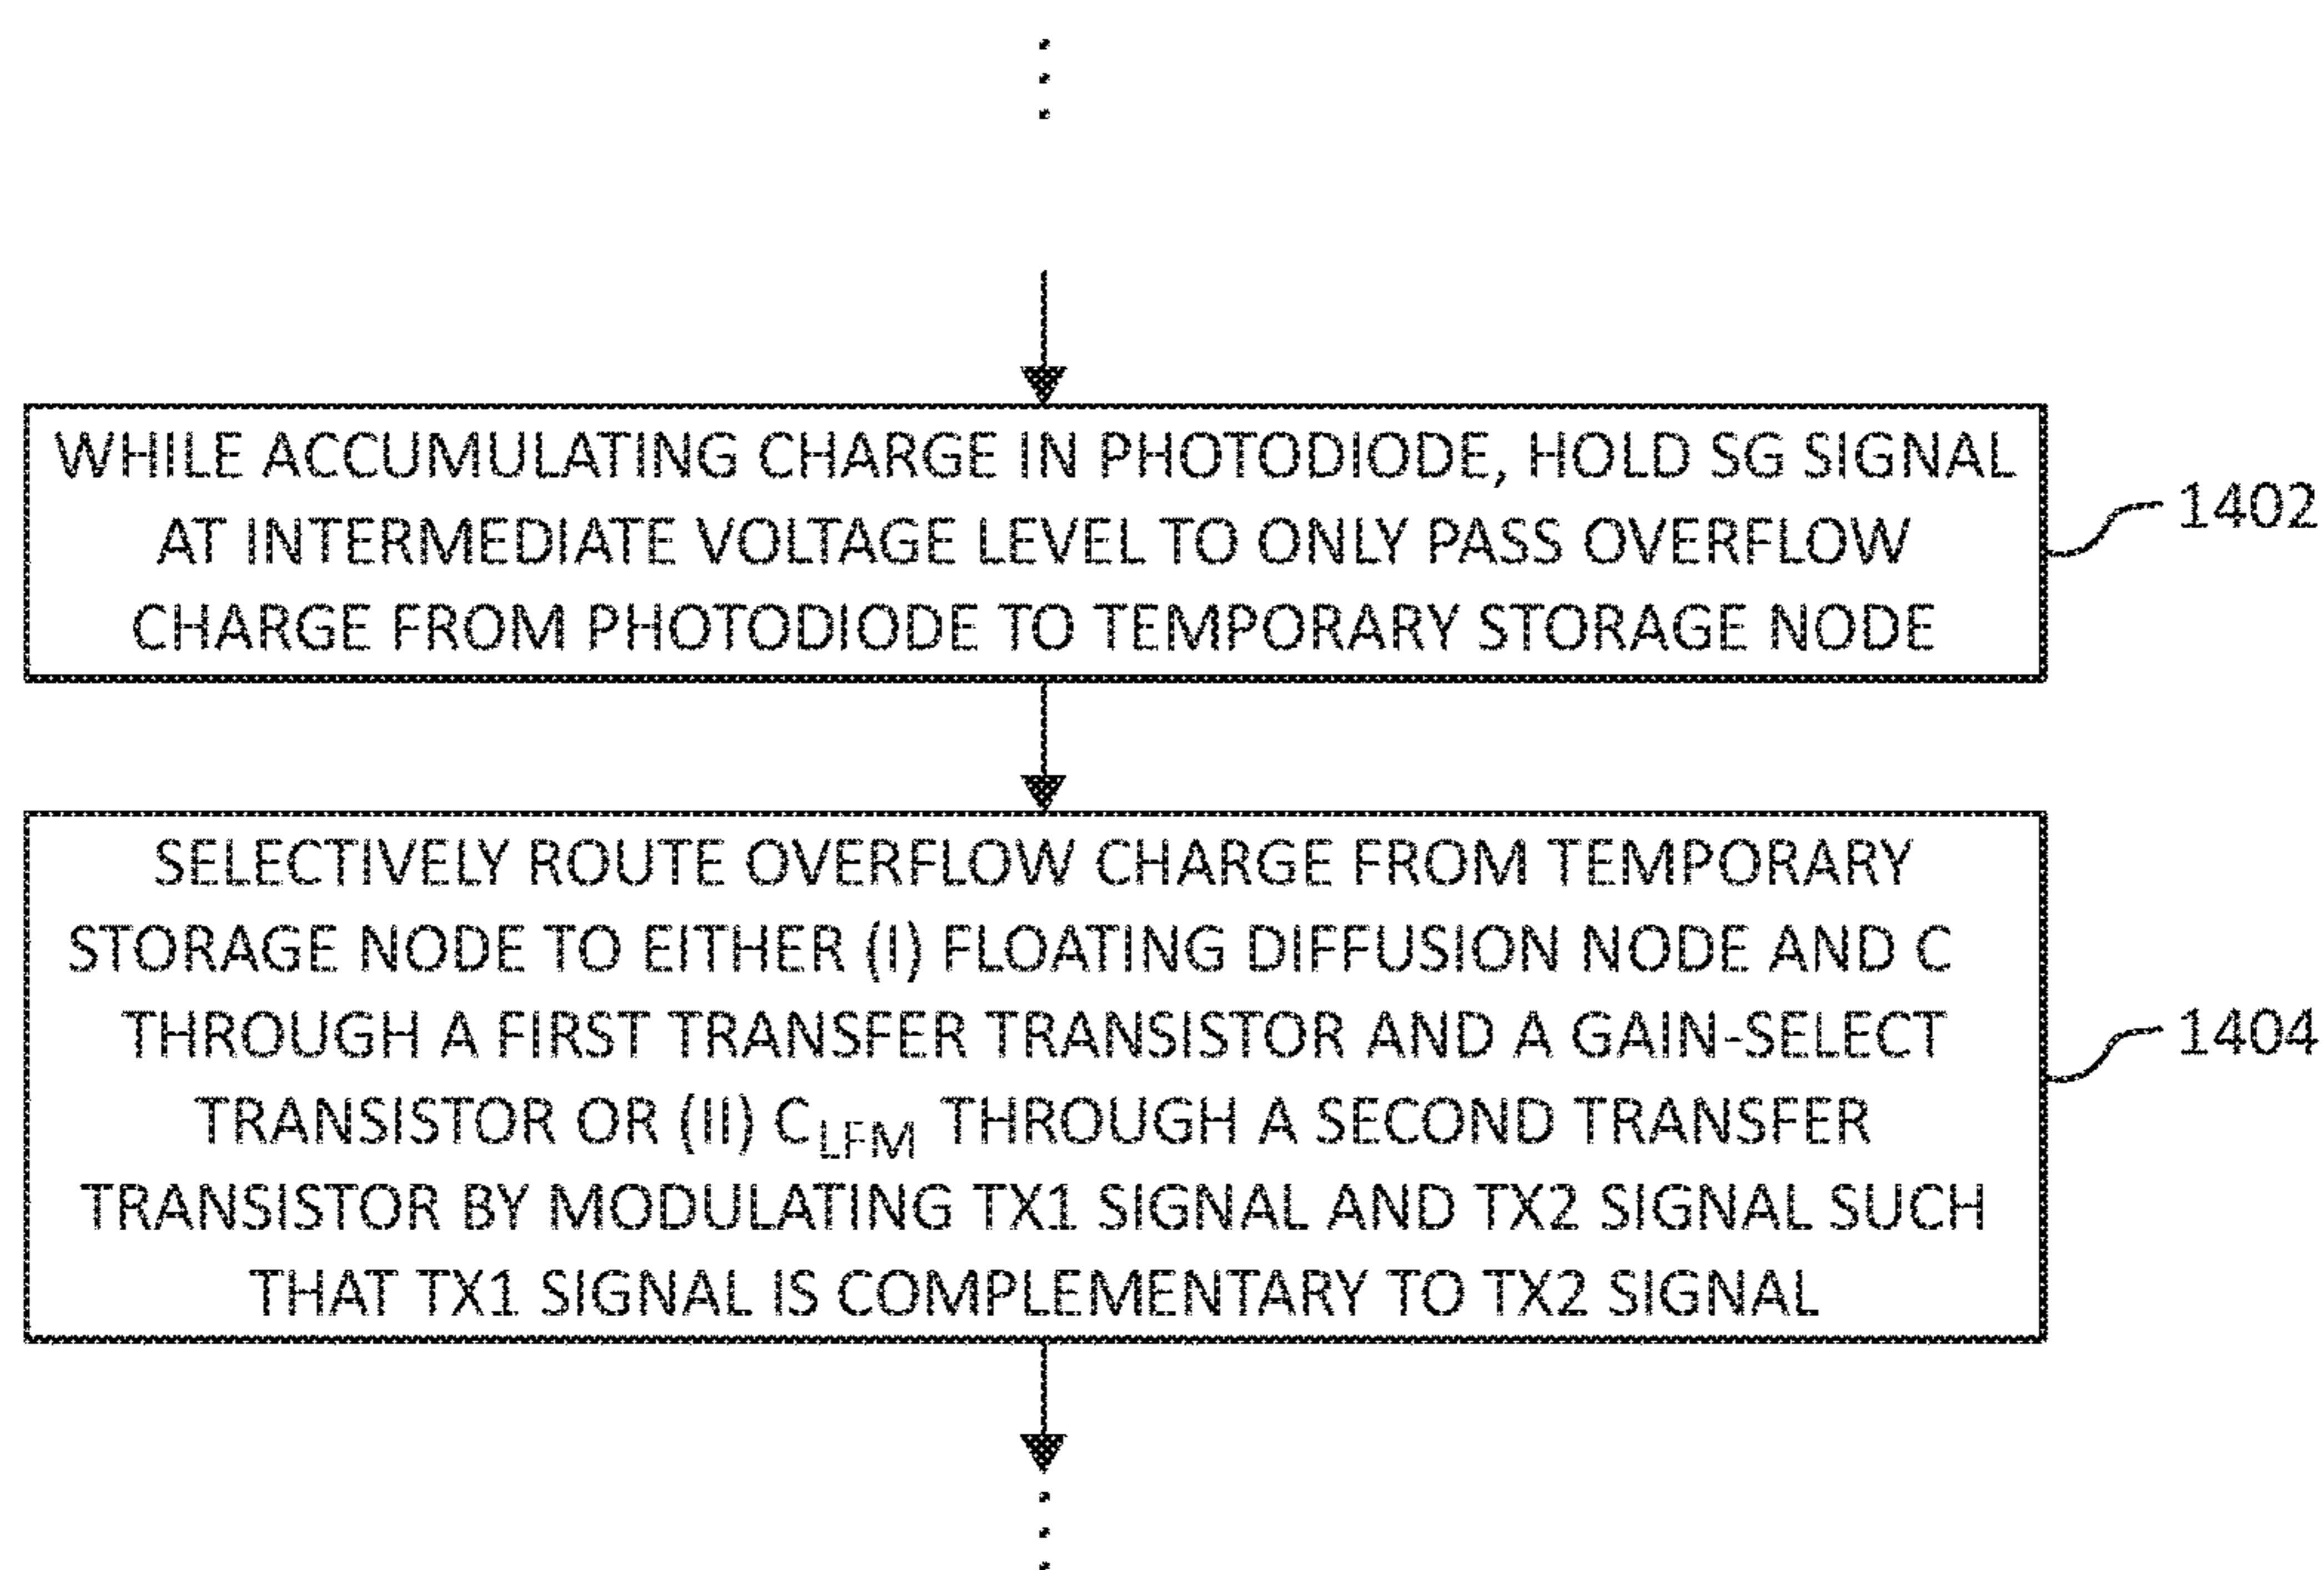 WHILE ACCUMULATING CHARGE IN PHOTODIODE, HOLD SG SIGNAL
AT INTERMEDIATE VOLTAGE LEVEL TO ONLY PASS OVERFLOW
CHARGE FROM PHOTODIODE TO TEMPORARY STORAGE NODE
1402
SELECTIVELY ROUTE OVERFLOW CHARGE FROM TEMPORARY
STORAGE NODE TO EITHER (I) FLOATING DIFFUSION NODE AND C
THROUGH A FIRST TRANSFER TRANSISTOR AND A GAIN-SELECT
TRANSISTOR OR (II) C_LFM THROUGH A SECOND TRANSFER
TRANSISTOR BY MODULATING TX1 SIGNAL AND TX2 SIGNAL SUCH
THAT TX1 SIGNAL IS COMPLEMENTARY TO TX2 SIGNAL
1404